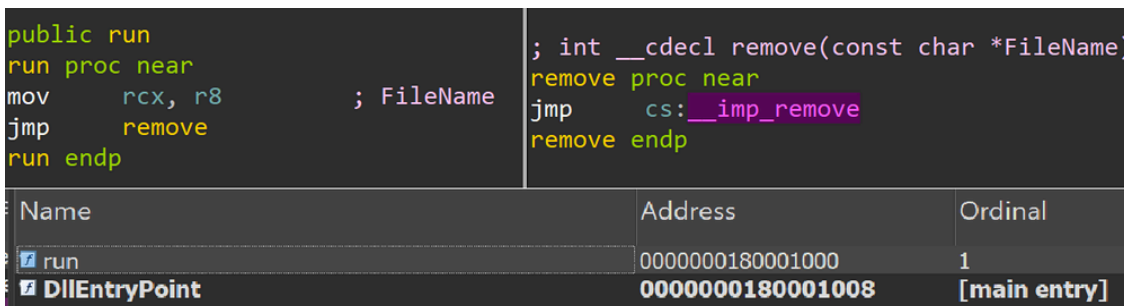 public run
run proc near
mov rcx, r8 ; FileName
jmp remove
run endp
; int __cdecl remove(const char *FileName)
remove proc near
jmp cs:__imp_remove
remove endp
Name Address Ordinal
f run 0000000180001000 1
f DllEntryPoint 0000000180001008 [main entry]